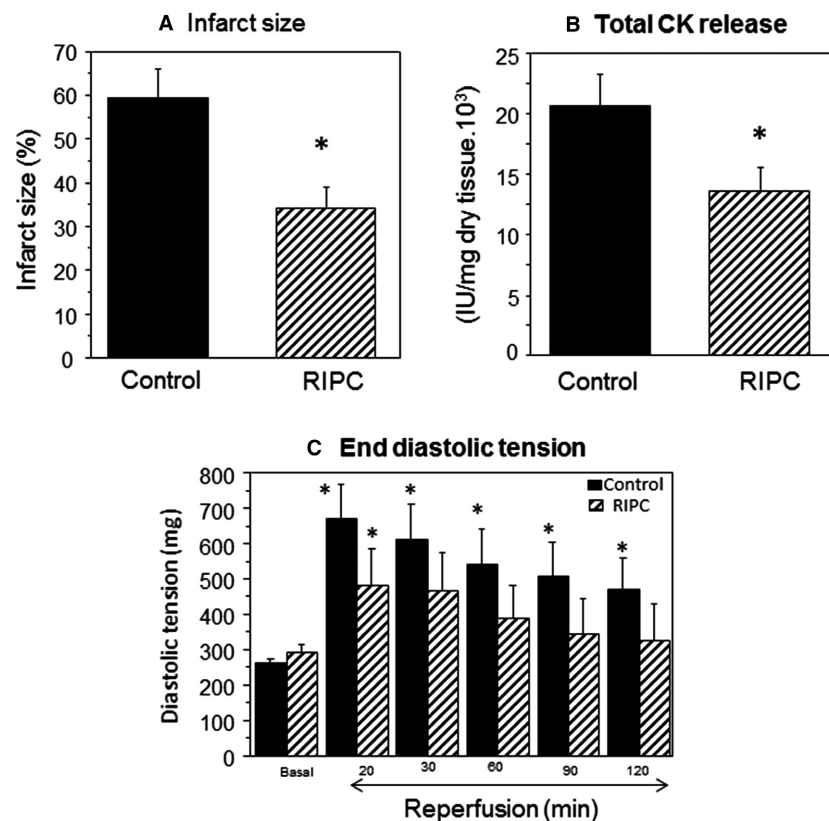 A Infarct size
Infarct size (%)
70
60
50
40
30
20
10
0
*
Control RIPC
B Total CK release
(IU/mg dry tissue.10³)
25
20
15
10
5
0
*
Control RIPC
C End diastolic tension
Diastolic tension (mg)
800
700
600
500
400
300
200
100
0
Control
RIPC
* * * * * *
Basal 20 30 60 90 120
Reperfusion (min)